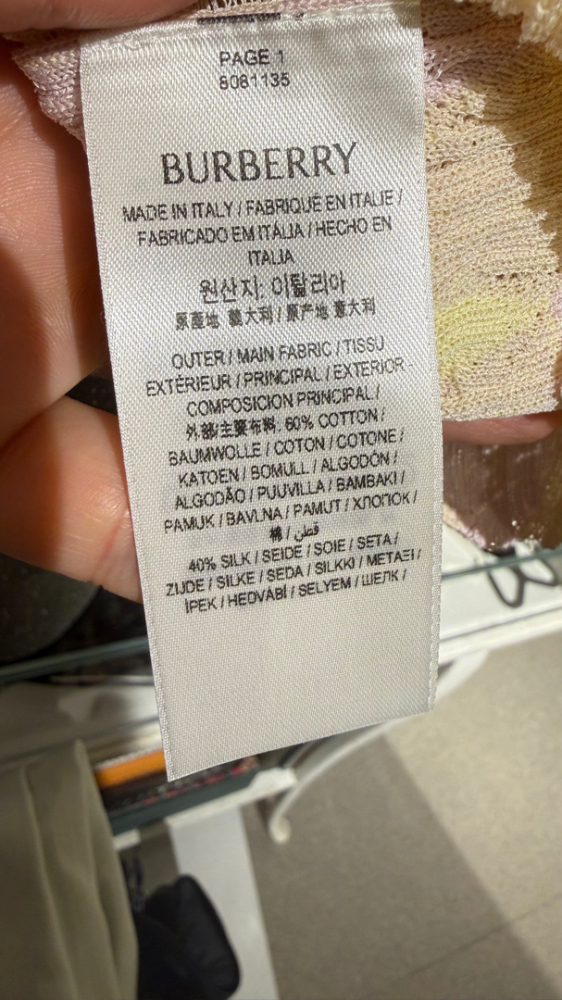 PAGE 1
8081135
BURBERRY
MADE IN ITALY / FABRIQUÉ EN ITALIE /
FABRICADO EM ITÁLIA / HECHO EN
ITALIA
원산지: 이탈리아
原產地 義大利 / 原产地 意大利
OUTER / MAIN FABRIC / TISSU
EXTÉRIEUR / PRINCIPAL / EXTERIOR -
COMPOSICION PRINCIPAL /
外部/主要布料, 60% COTTON /
BAUMWOLLE / COTON / COTONE /
KATOEN / BOMULL / ALGODÓN /
ALGODÃO / PUUVILLA / BAMBAKI /
PAMUK / BAVLNA / PAMUT / ХЛОПОК /
棉 / قطن
40% SILK / SEIDE / SOIE / SETA /
ZIJDE / SILKE / SEDA / SILKKI / ΜΕΤΑΞΙ /
İPEK / HEDVÁBÍ / SELYEM / ШЕЛК /